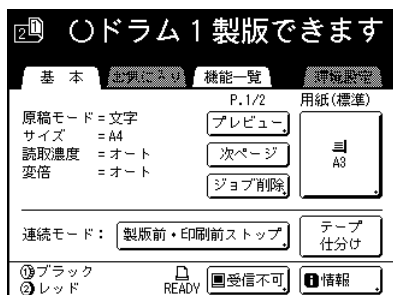 2 1 ○ドラム1製版できます
基本 お気に入り 機能一覧 環境設定
P.1/2 用紙(標準)
原稿モード=文字 プレビュー
サイズ =A4
読取濃度 =オート 次ページ A3
変倍 =オート
ジョブ削除
連続モード: 製版前・印刷前ストップ テープ仕分け
①ブラック
②レッド READY 受信不可 情報